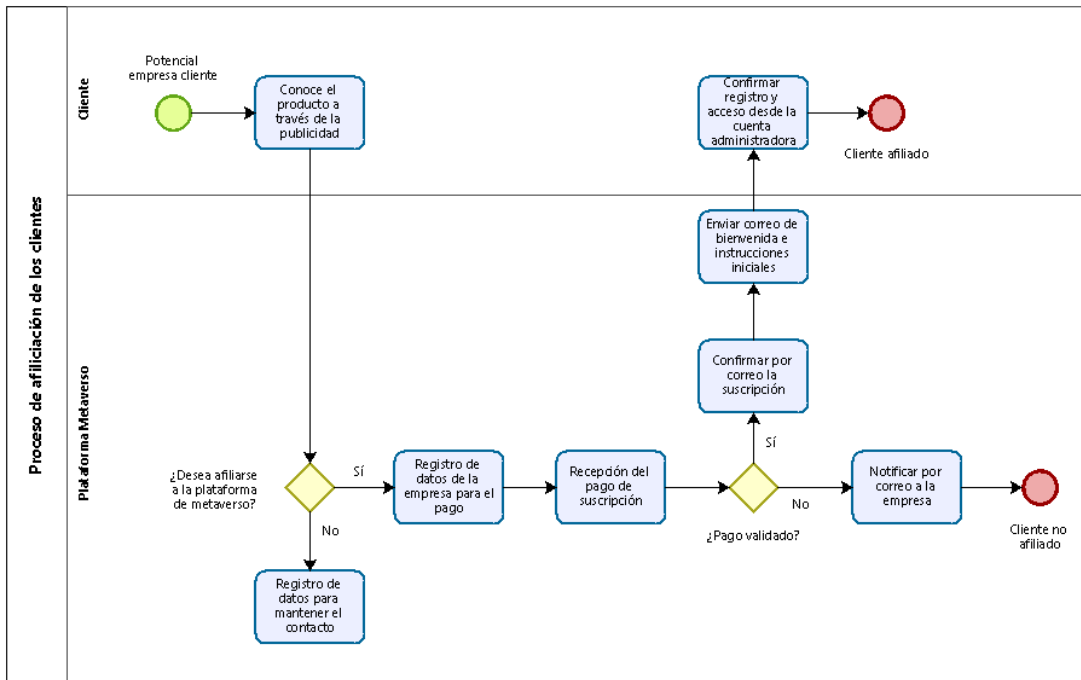 Proceso de afiliciación de los clientes
Cliente
Potencial
empresa cliente
Conoce el
producto a
través de la
publicidad
Confirmar
registro y
acceso desde la
cuenta
administradora
Cliente afiliado
Plataforma Metaverso
Enviar correo de
bienvenida e
instrucciones
iniciales
Confirmar por
correo la
suscripción
Sí
¿Desea afiliarse
a la plataforma
de metaverso?
Sí
Registro de
datos de la
empresa para el
pago
Recepción del
pago de
suscripción
¿Pago validado?
No
Notificar por
correo a la
empresa
Cliente no
afiliado
No
Registro de
datos para
mantener el
contacto